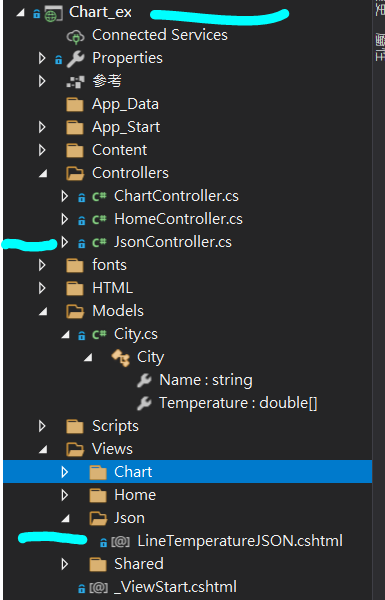 Chart_ex
Connected Services
Properties
參考
App_Data
App_Start
Content
Controllers
C# ChartController.cs
C# HomeController.cs
C# JsonController.cs
fonts
HTML
Models
C# City.cs
City
Name : string
Temperature : double[]
Scripts
Views
Chart
Home
Json
[@] LineTemperatureJSON.cshtml
Shared
[@] _ViewStart.cshtml